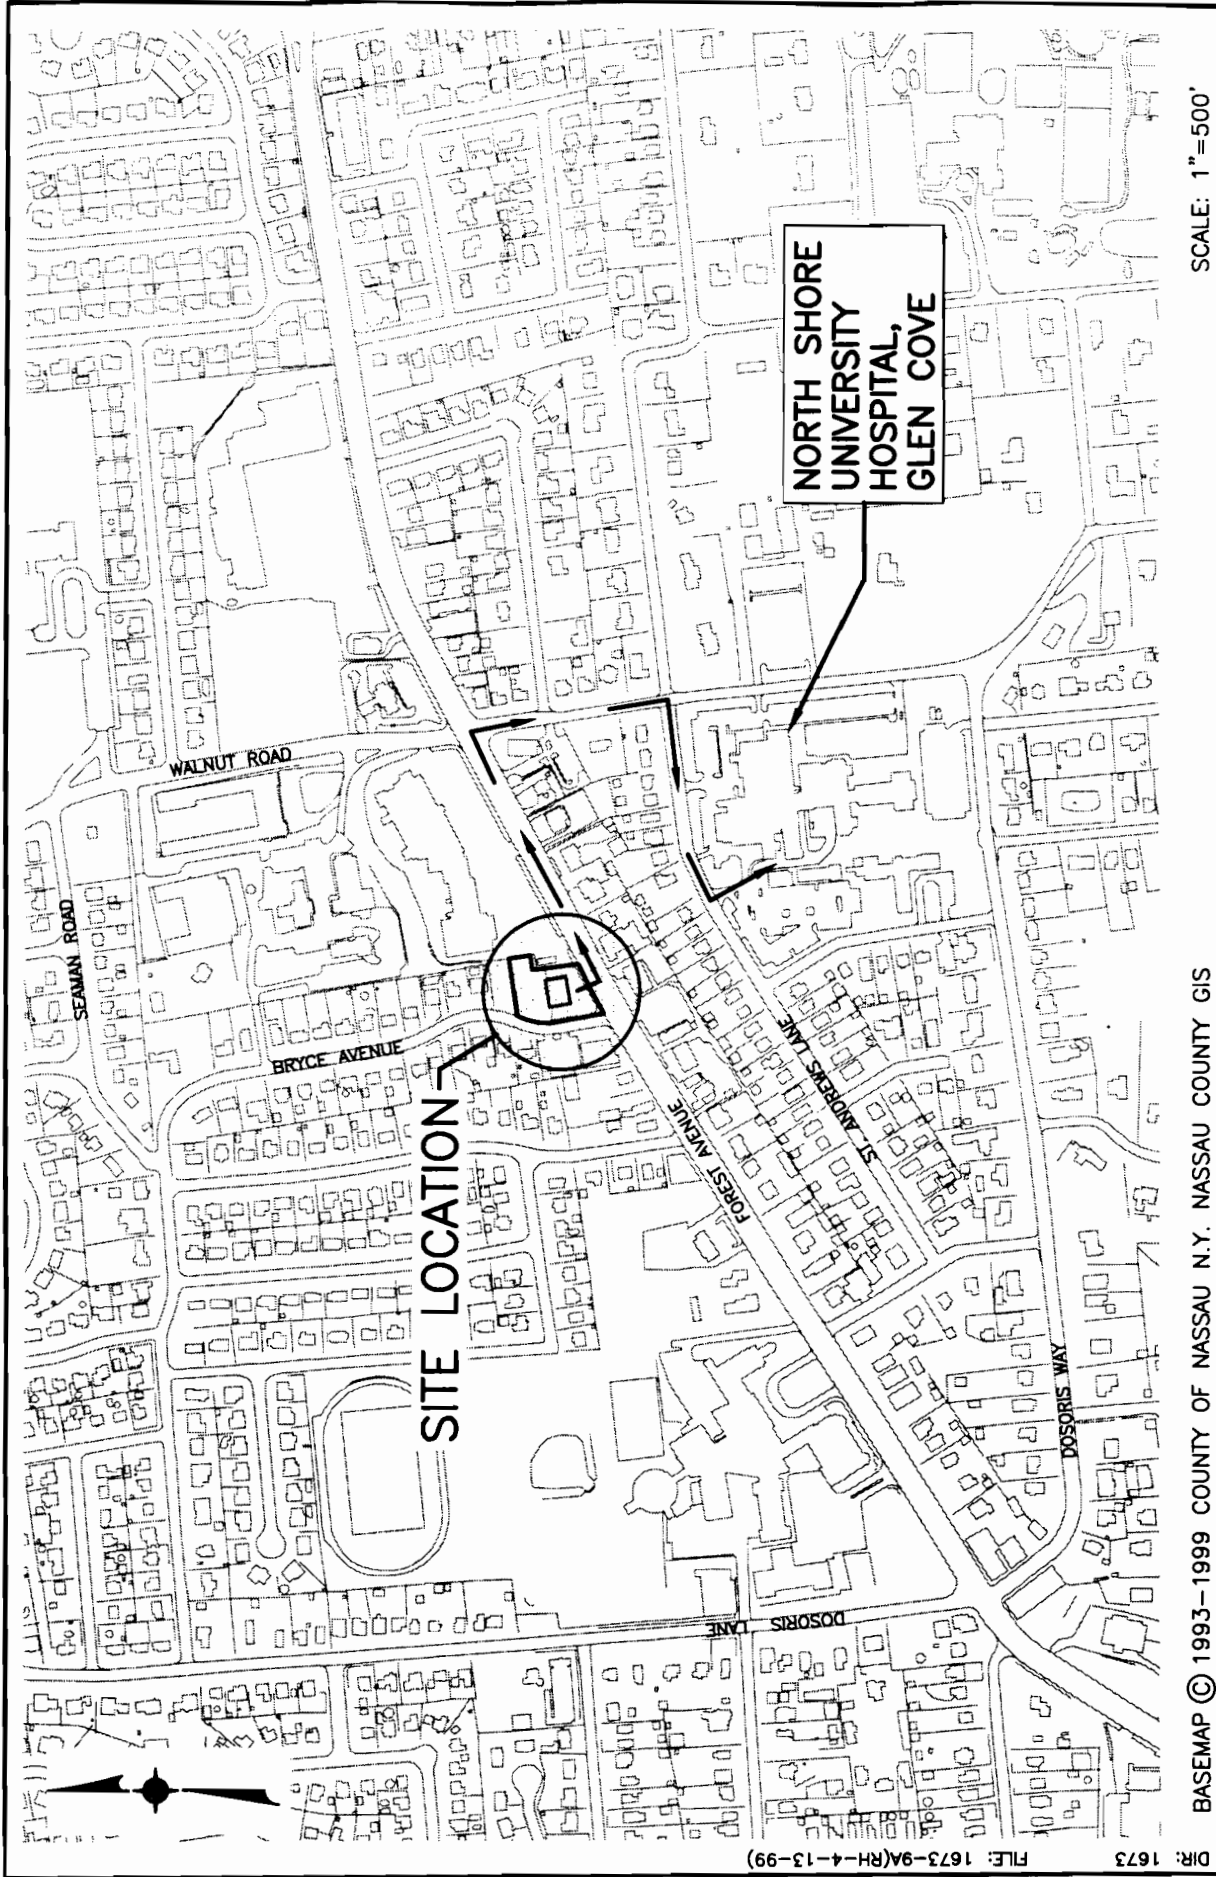 SEAMAN ROAD
WALNUT ROAD
BRYCE AVENUE
SITE LOCATION
FOREST AVENUE
ST. ANDREWS LANE
DOSORIS LANE
DOSORIS WAY
NORTH SHORE
UNIVERSITY
HOSPITAL,
GLEN COVE
BASEMAP © 1993-1999 COUNTY OF NASSAU N.Y. NASSAU COUNTY GIS
SCALE: 1"=500'
DIR: 1673
FILE: 1673-9A(RH-4-13-99)